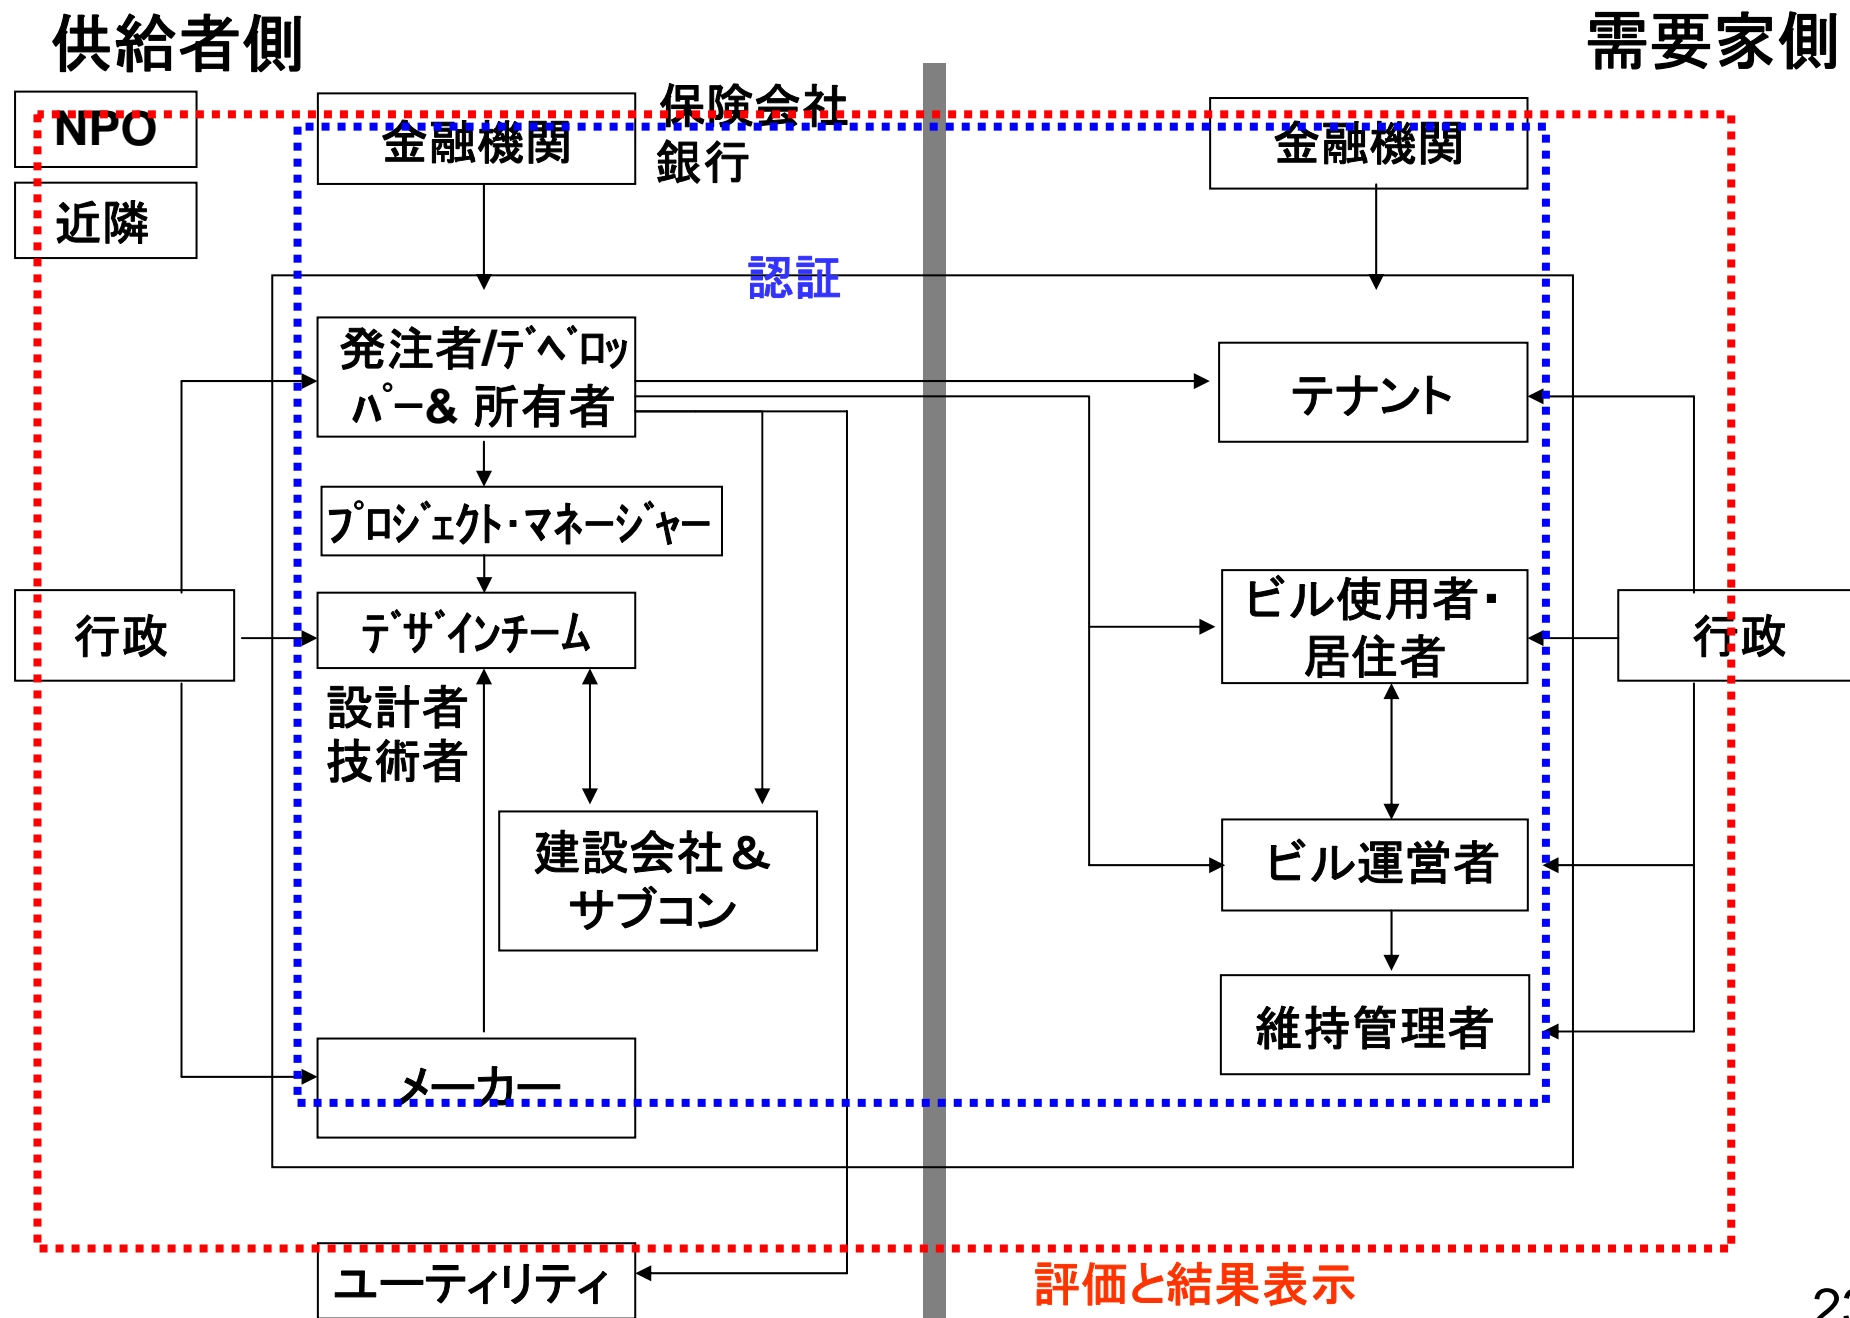 供給者側
需要家側
NPO
近隣
金融機関
保険会社
銀行
金融機関
認証
発注者/ﾃﾞﾍﾞﾛｯ
ﾊﾟｰ& 所有者
テナント
ﾌﾟﾛｼﾞｪｸﾄ・ﾏﾈｰｼﾞｬｰ
行政
ﾃﾞｻﾞｲﾝﾁｰﾑ
設計者
技術者
ビル使用者・
居住者
行政
建設会社＆
サブコン
ビル運営者
維持管理者
メーカー
ユーティリティ
評価と結果表示